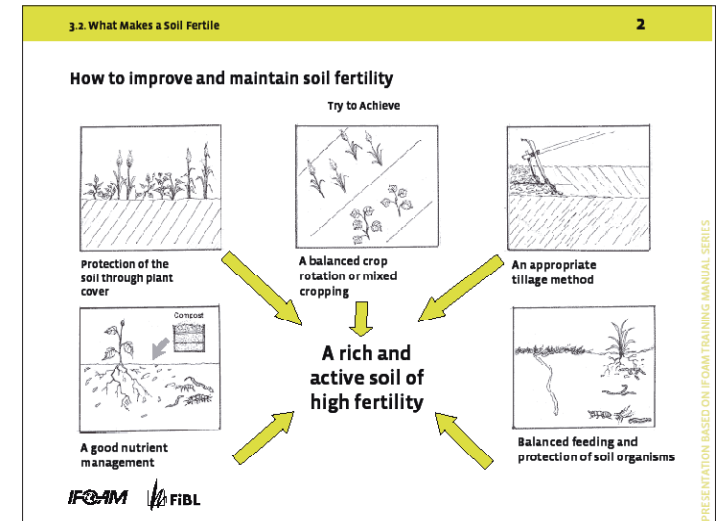 3.2. What Makes a Soil Fertile
2
How to improve and maintain soil fertility
Try to Achieve
Protection of the
soil through plant
cover
A balanced crop
rotation or mixed
cropping
An appropriate
tillage method
Compost
A good nutrient
management
A rich and
active soil of
high fertility
Balanced feeding and
protection of soil organisms
IFOAM
FiBL
PRESENTATION BASED ON IFOAM TRAINING MANUAL SERIES